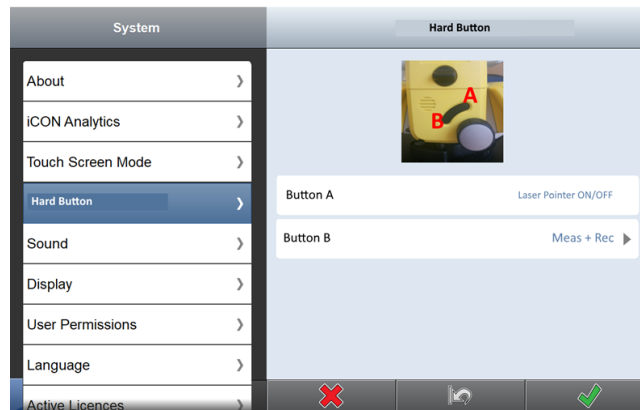 System
Hard Button
About
iCON Analytics
Touch Screen Mode
Hard Button
Sound
Display
User Permissions
Language
Active Licences
A
B
Button A Laser Pointer ON/OFF
Button B Meas + Rec